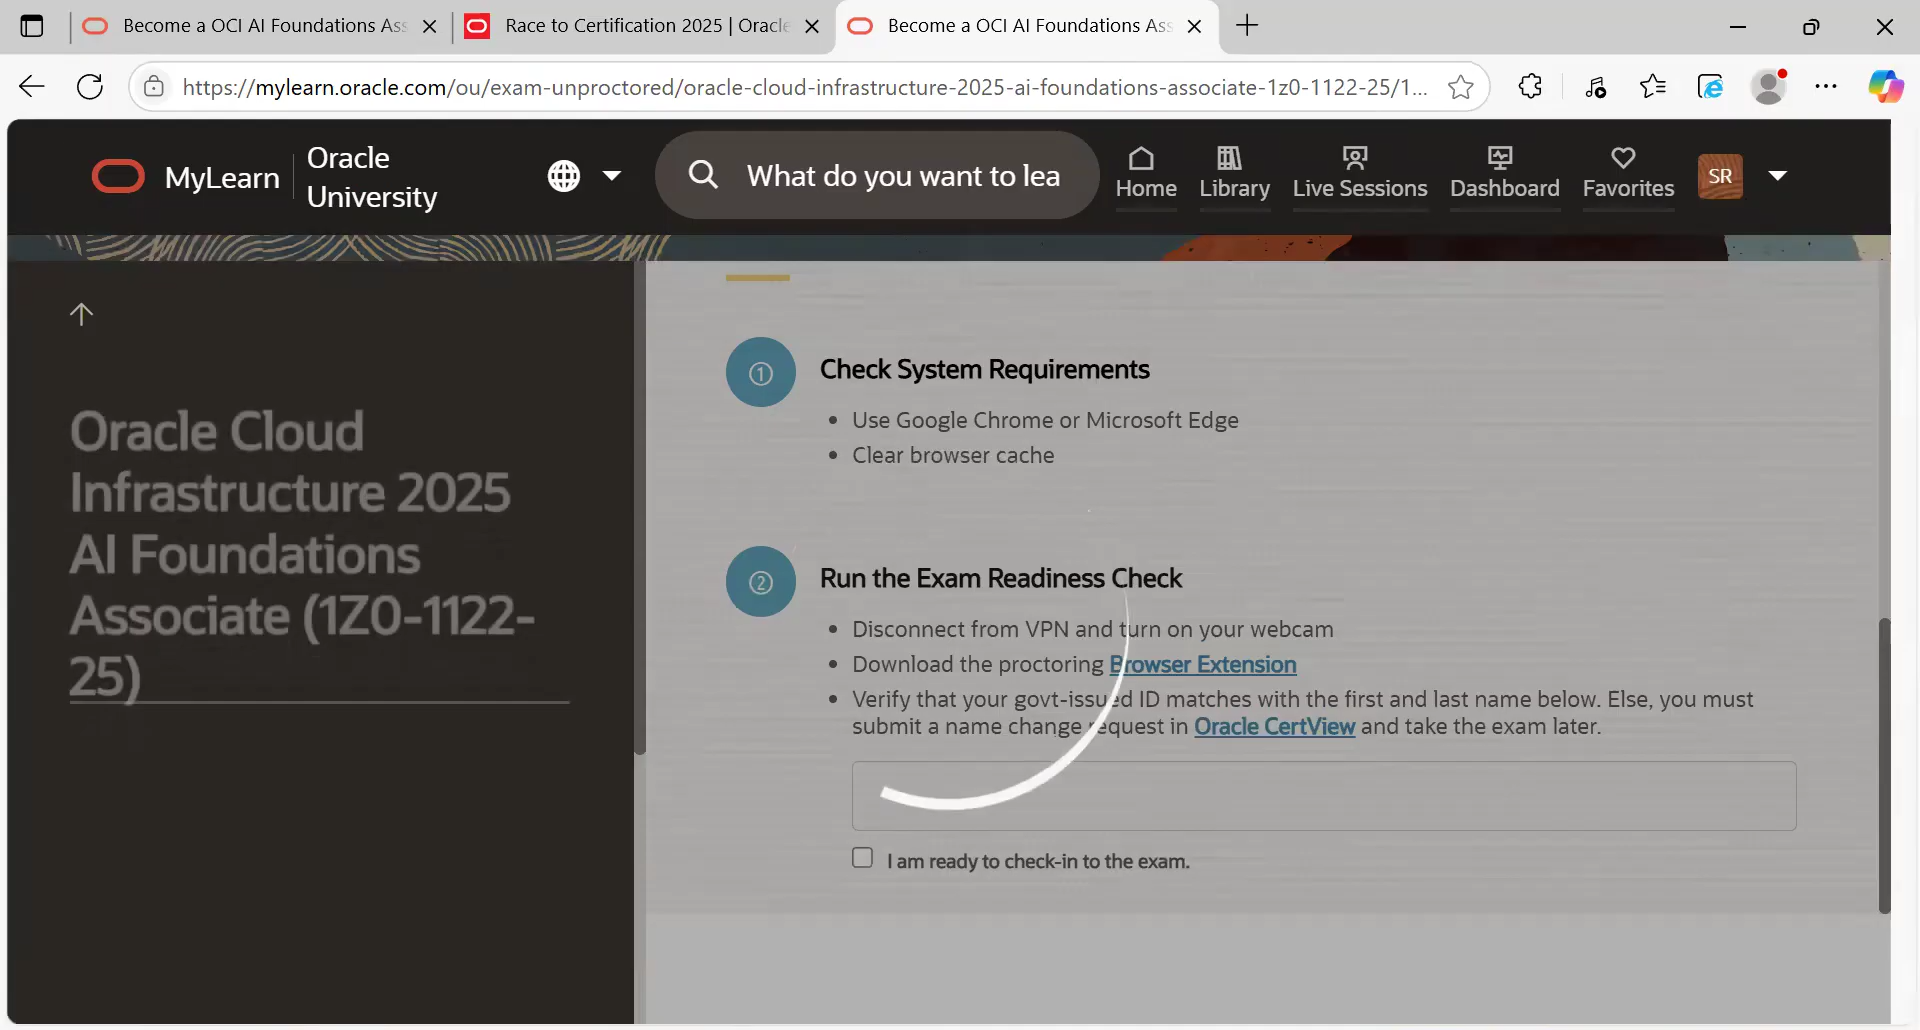 Become a OCI AI Foundations Ass
Race to Certification 2025 | Oracle
Become a OCI AI Foundations Ass
https://mylearn.oracle.com/ou/exam-unproctored/oracle-cloud-infrastructure-2025-ai-foundations-associate-1z0-1122-25/1...
MyLearn
Oracle
University
What do you want to lea
Home
Library
Live Sessions
Dashboard
Favorites
SR
Oracle Cloud
Infrastructure 2025
AI Foundations
Associate (1Z0-1122-
25)
1
Check System Requirements
• Use Google Chrome or Microsoft Edge
• Clear browser cache
2
Run the Exam Readiness Check
• Disconnect from VPN and turn on your webcam
• Download the proctoring Browser Extension
• Verify that your govt-issued ID matches with the first and last name below. Else, you must
submit a name change request in Oracle CertView and take the exam later.
I am ready to check-in to the exam.